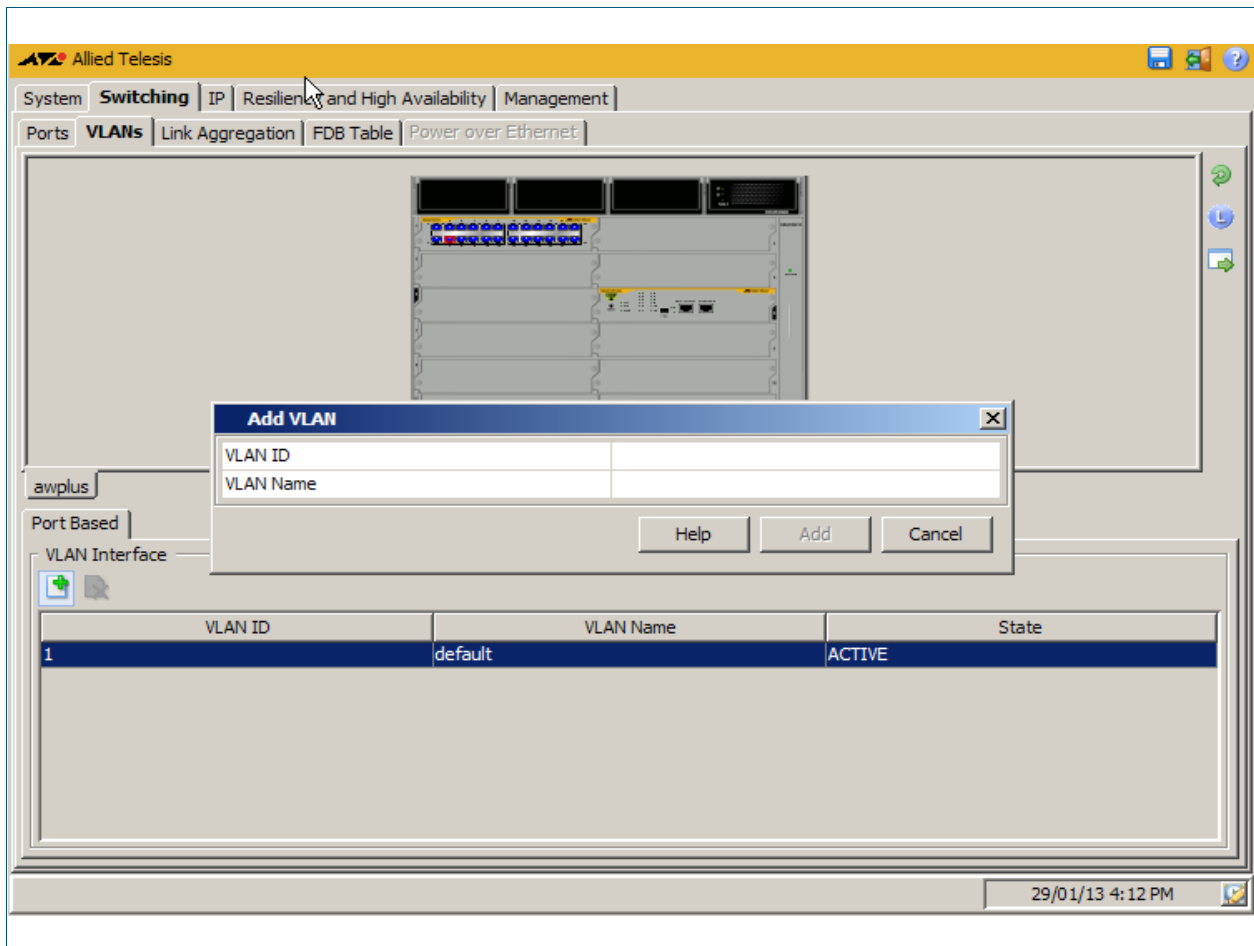 Allied Telesis
System Switching IP Resiliency and High Availability Management
Ports VLANs Link Aggregation FDB Table Power over Ethernet
L
awplus
Add VLAN
VLAN ID
VLAN Name
Help Add Cancel
Port Based
VLAN Interface
VLAN ID VLAN Name State
1 default ACTIVE
29/01/13 4:12 PM